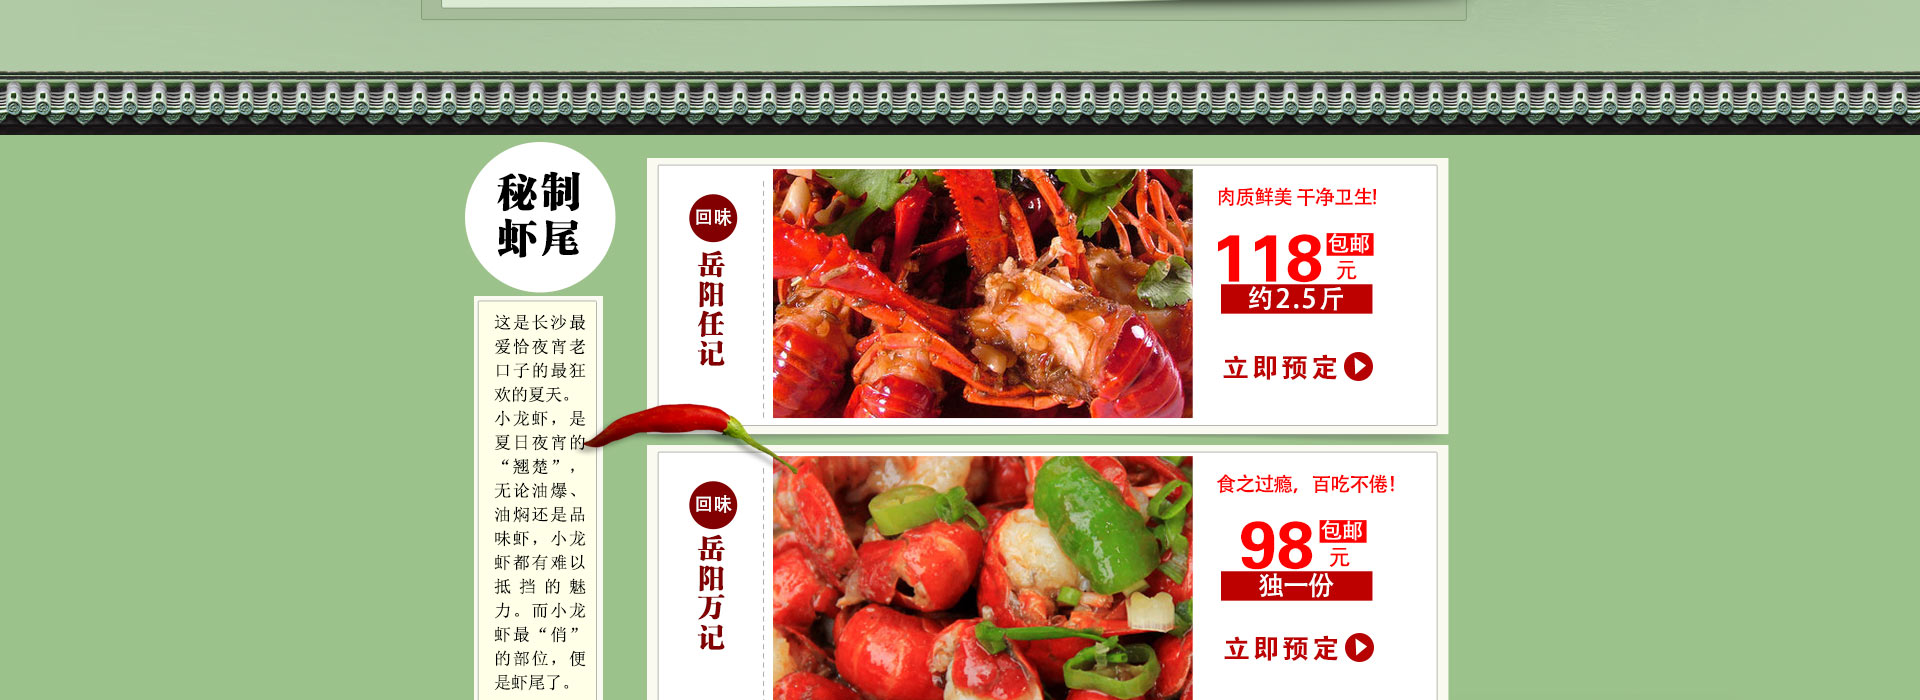 秘制
虾尾
这是长沙最
爱恰夜宵老
口子的最狂
欢的夏天。
小龙虾，是
夏日夜宵的
“翘楚”，
无论油爆、
油焖还是品
味虾，小龙
虾都有难以
抵挡的魅
力。而小龙
虾最“俏”
的部位，便
是虾尾了。
回味
岳阳任记
肉质鲜美 干净卫生!
118包邮
元
约2.5斤
立即预定
回味
岳阳万记
食之过瘾，百吃不倦!
98包邮
元
独一份
立即预定